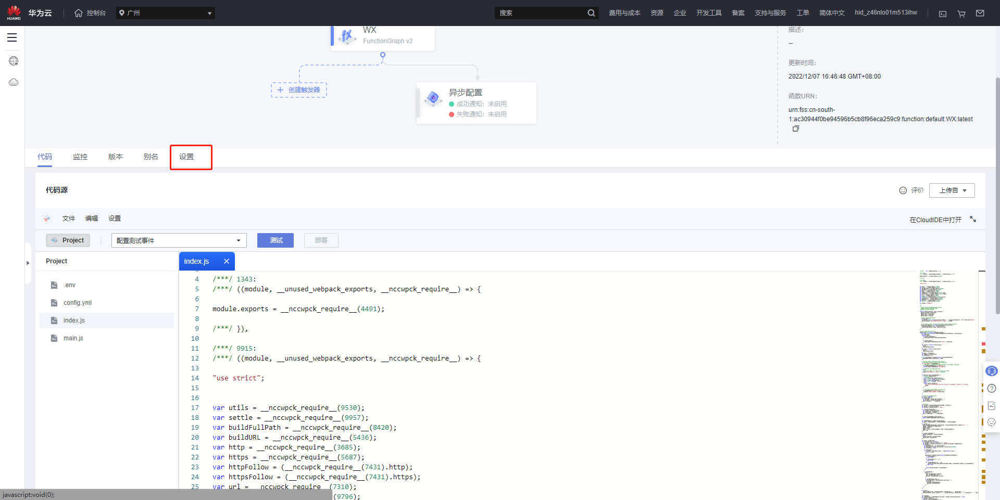 HUAWEI
华为云
控制台
广州
搜索
费用与成本
资源
企业
开发工具
备案
支持与服务
工单
简体中文
hid_z46nlo01m513ihw
WX
FunctionGraph v2
创建触发器
异步配置
成功通知：未启用
失败通知：未启用
描述：
--
更新时间：
2022/12/07 16:46:48 GMT+08:00
函数URN：
urn:fss:cn-south-
1:ac30944f0be94596b5cb8f96eca259c9:function:default:WX:latest
代码
监控
版本
别名
设置
代码源
评价
上传自
文件
编辑
设置
在CloudIDE中打开
Project
配置测试事件
测试
部署
Project
index.js
.env
config.yml
index.js
main.js
4 /***/ 1343:
5 /***/ ((module, __unused_webpack_exports, __nccwpck_require__) => {
6
7 module.exports = __nccwpck_require__(4491);
8
9 /***/ }),
10
11 /***/ 9915:
12 /***/ ((module, __unused_webpack_exports, __nccwpck_require__) => {
13
14 "use strict";
15
16
17 var utils = __nccwpck_require__(9530);
18 var settle = __nccwpck_require__(9957);
19 var buildFullPath = __nccwpck_require__(8420);
20 var buildURL = __nccwpck_require__(5436);
21 var http = __nccwpck_require__(3685);
22 var https = __nccwpck_require__(5687);
23 var httpFollow = (__nccwpck_require__(7431).http);
24 var httpsFollow = (__nccwpck_require__(7431).https);
25 var url = __nccwpck_require__(7310);
(9796);
javascript:void(0);